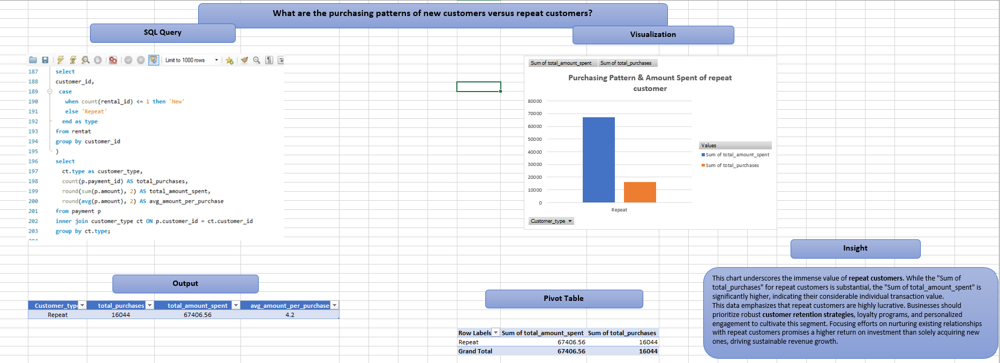 What are the purchasing patterns of new customers versus repeat customers?
SQL Query
Visualization
Limit to 1000 rows
187 select
188 customer_id,
189 case
190 when count(rental_id) <= 1 then 'New'
191 else 'Repeat'
192 end as type
193 from rentat
194 group by customer_id
195 )
196 select
197 ct.type as customer_type,
198 count(p.payment_id) AS total_purchases,
199 round(sum(p.amount), 2) AS total_amount_spent,
200 round(avg(p.amount), 2) AS avg_amount_per_purchase
201 from payment p
202 inner join customer_type ct ON p.customer_id = ct.customer_id
203 group by ct.type;
Sum of total_amount_spent Sum of total_purchases
Purchasing Pattern & Amount Spent of repeat
customer
80000
70000
60000
50000
40000
30000
20000
10000
0
Repeat
Values
Sum of total_amount_spent
Sum of total_purchases
Customer_type
Insight
This chart underscores the immense value of repeat customers. While the "Sum of
total_purchases" for repeat customers is substantial, the "Sum of total_amount_spent" is
significantly higher, indicating their considerable individual transaction value.
This data emphasizes that repeat customers are highly lucrative. Businesses should
prioritize robust customer retention strategies, loyalty programs, and personalized
engagement to cultivate this segment. Focusing efforts on nurturing existing relationships
with repeat customers promises a higher return on investment than solely acquiring new
ones, driving sustainable revenue growth.
Output
Customer_typ total_purchases total_amount_spent avg_amount_per_purchase
Repeat 16044 67406.56 4.2
Pivot Table
Row Labels Sum of total_amount_spent Sum of total_purchases
Repeat 67406.56 16044
Grand Total 67406.56 16044